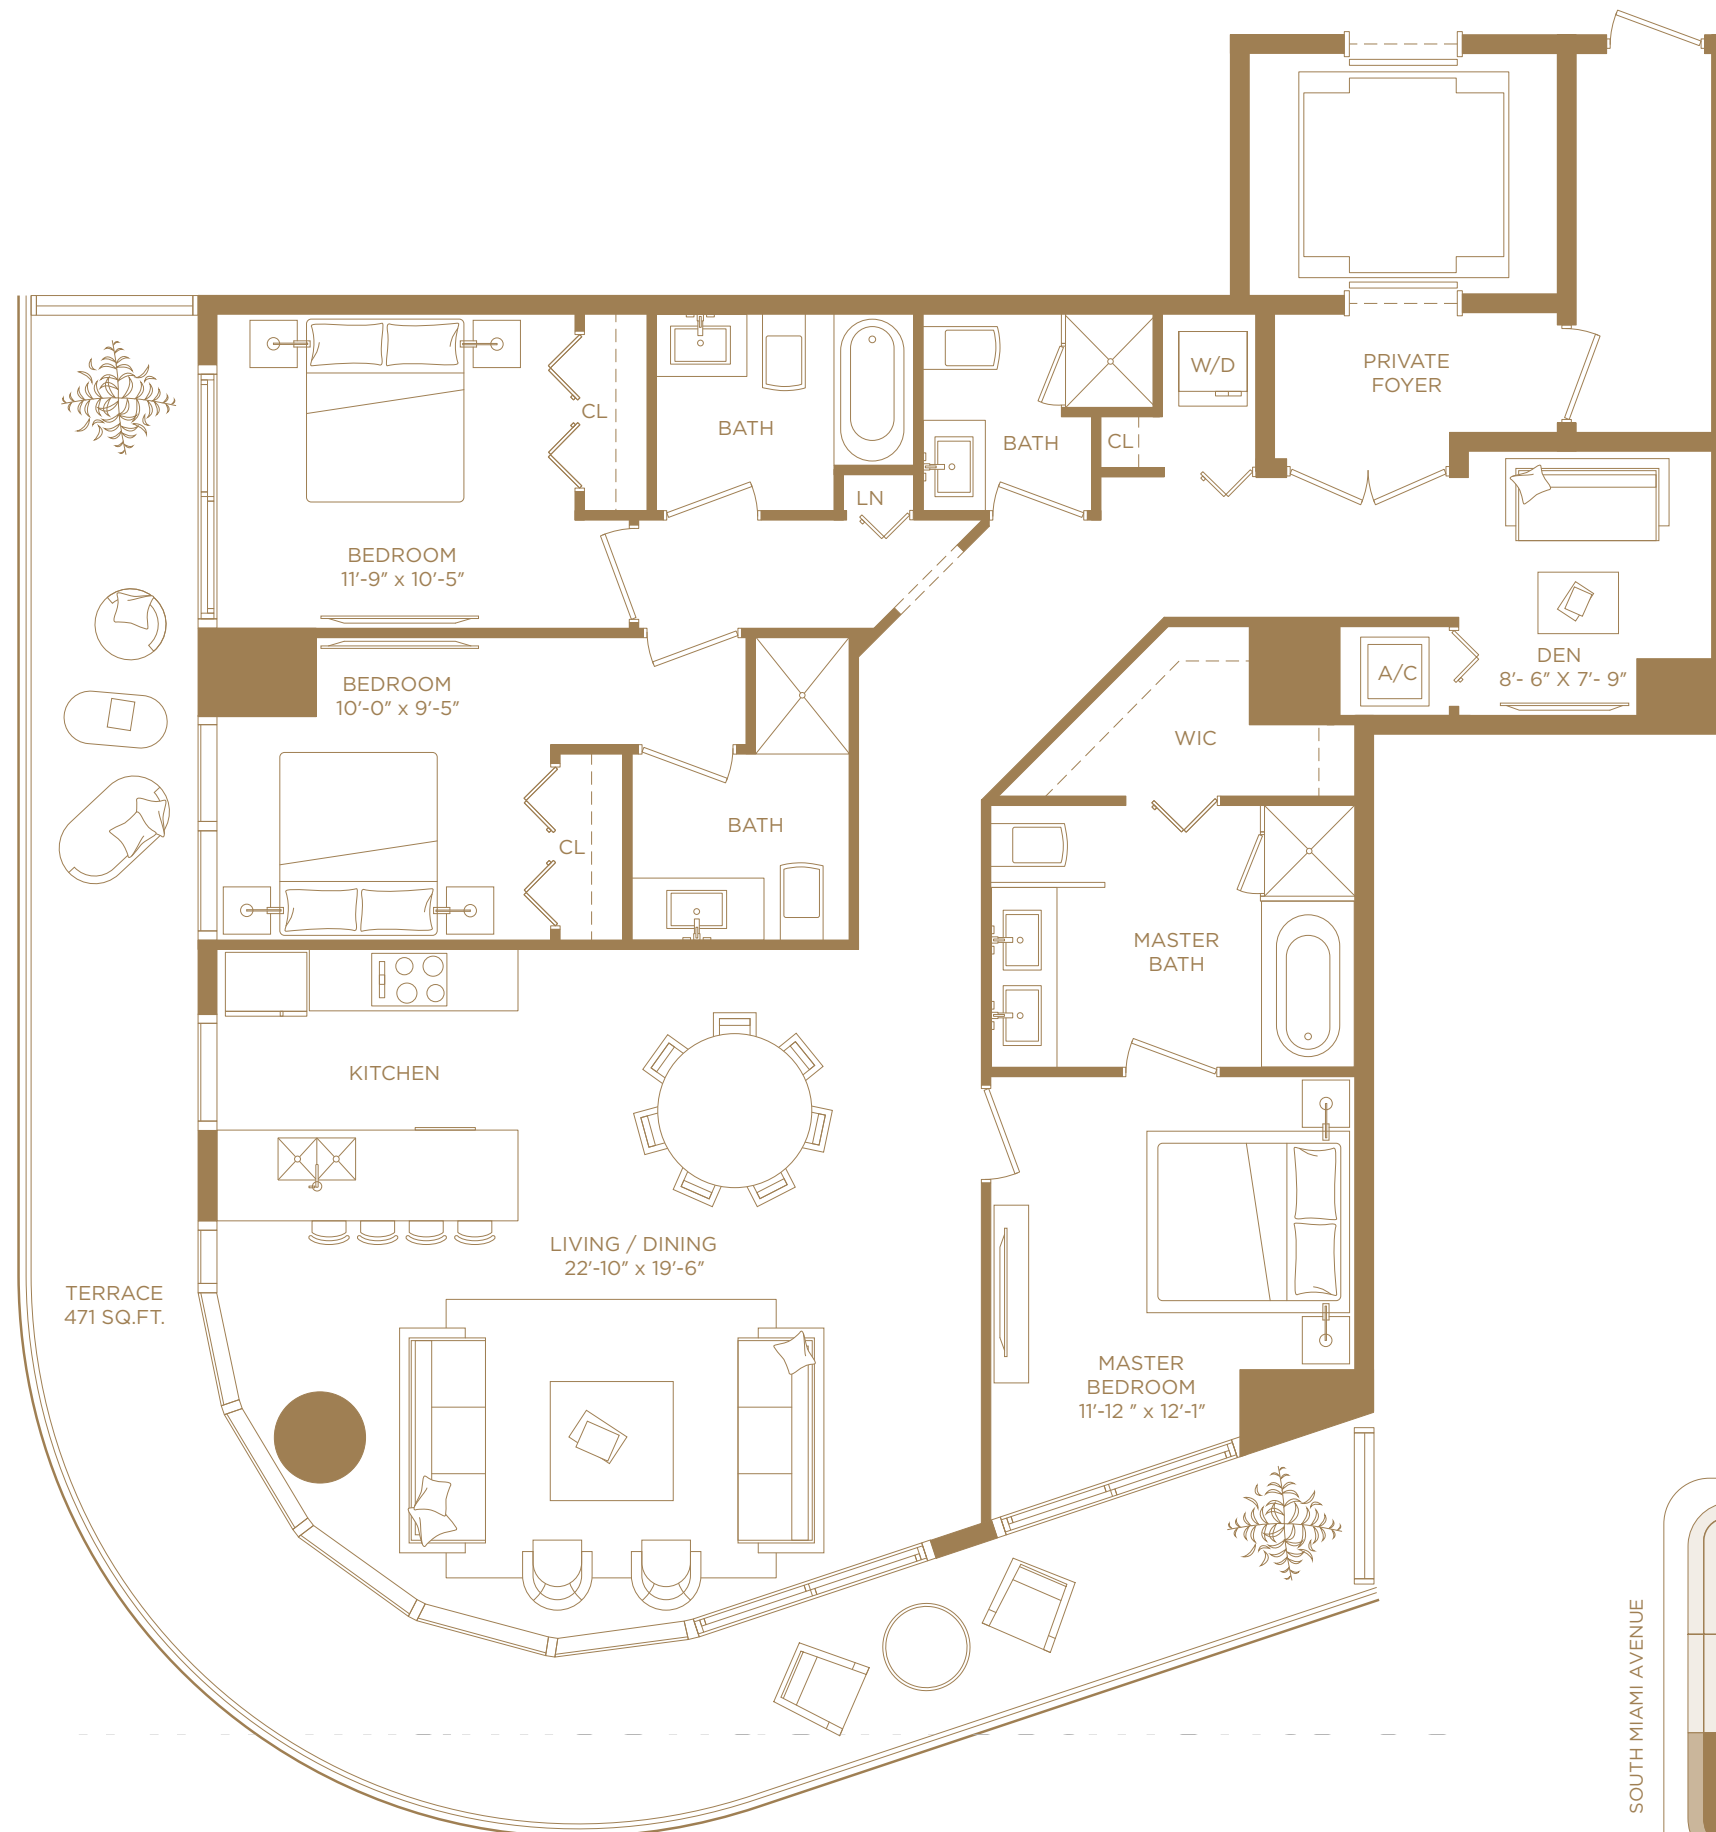 PRIVATE
FOYER
W/D
CL
BATH
BATH
CL
LN
BEDROOM
11'-9" x 10'-5"
DEN
8'- 6" X 7'- 9"
A/C
BEDROOM
10'-0" x 9'-5"
WIC
BATH
CL
MASTER
BATH
KITCHEN
LIVING / DINING
22'-10" x 19'-6"
TERRACE
471 SQ.FT.
MASTER
BEDROOM
11'-12 " x 12'-1"
SOUTH MIAMI AVENUE